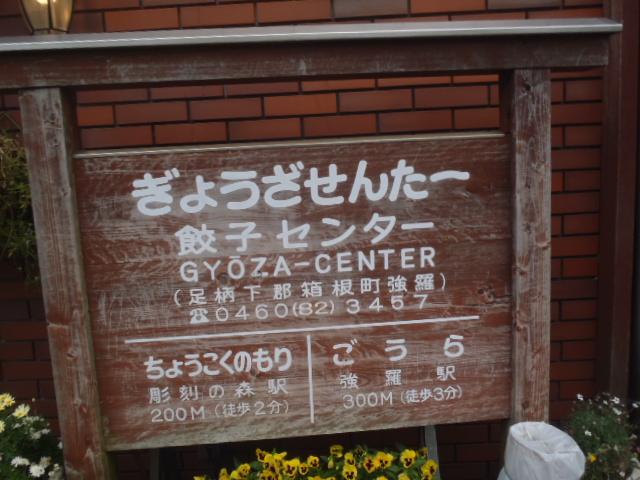 ぎょうざせんたー
餃子センター
GYŌZA-CENTER
(足柄下郡箱根町強羅)
☎0460(82)3457
ちょうこくのもり
彫刻の森駅
200M(徒歩2分)
ごうら
強羅駅
300M(徒歩3分)